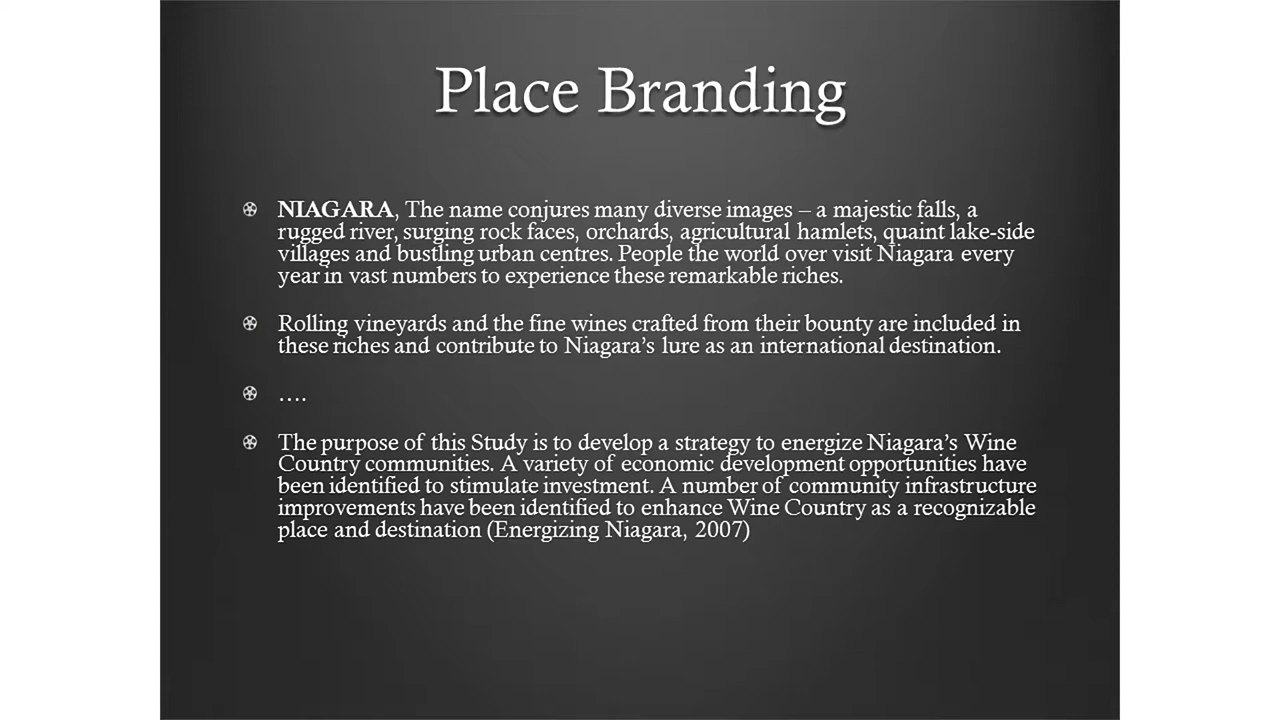 Place Branding
NIAGARA, The name conjures many diverse images – a majestic falls, a
rugged river, surging rock faces, orchards, agricultural hamlets, quaint lake-side
villages and bustling urban centres. People the world over visit Niagara every
year in vast numbers to experience these remarkable riches.
Rolling vineyards and the fine wines crafted from their bounty are included in
these riches and contribute to Niagara’s lure as an international destination.
….
The purpose of this Study is to develop a strategy to energize Niagara’s Wine
Country communities. A variety of economic development opportunities have
been identified to stimulate investment. A number of community infrastructure
improvements have been identified to enhance Wine Country as a recognizable
place and destination (Energizing Niagara, 2007)